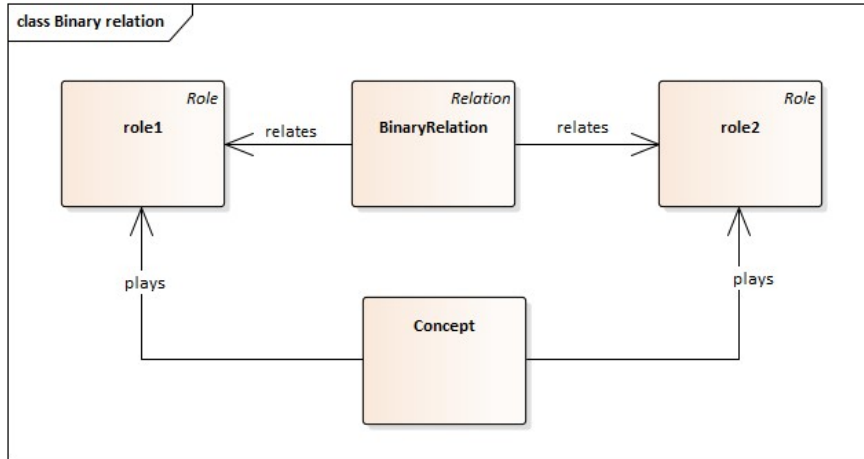 class Binary relation
Role
role1
Relation
BinaryRelation
Role
role2
relates
relates
plays
plays
Concept